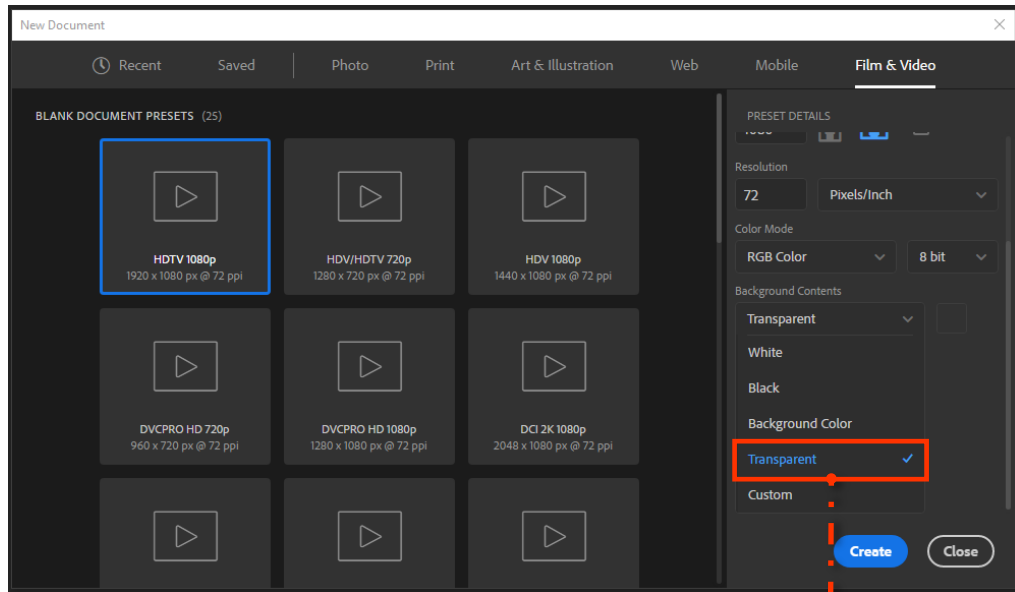 New Document
Recent Saved Photo Print Art & Illustration Web Mobile Film & Video
BLANK DOCUMENT PRESETS (25)
HDTV 1080p
1920 x 1080 px @ 72 ppi
HDV/HDTV 720p
1280 x 720 px @ 72 ppi
HDV 1080p
1440 x 1080 px @ 72 ppi
DVCPRO HD 720p
960 x 720 px @ 72 ppi
DVCPRO HD 1080p
1280 x 1080 px @ 72 ppi
DCI 2K 1080p
2048 x 1080 px @ 72 ppi
PRESET DETAILS
Resolution
72 Pixels/Inch
Color Mode
RGB Color 8 bit
Background Contents
Transparent
White
Black
Background Color
Transparent
Custom
Create Close